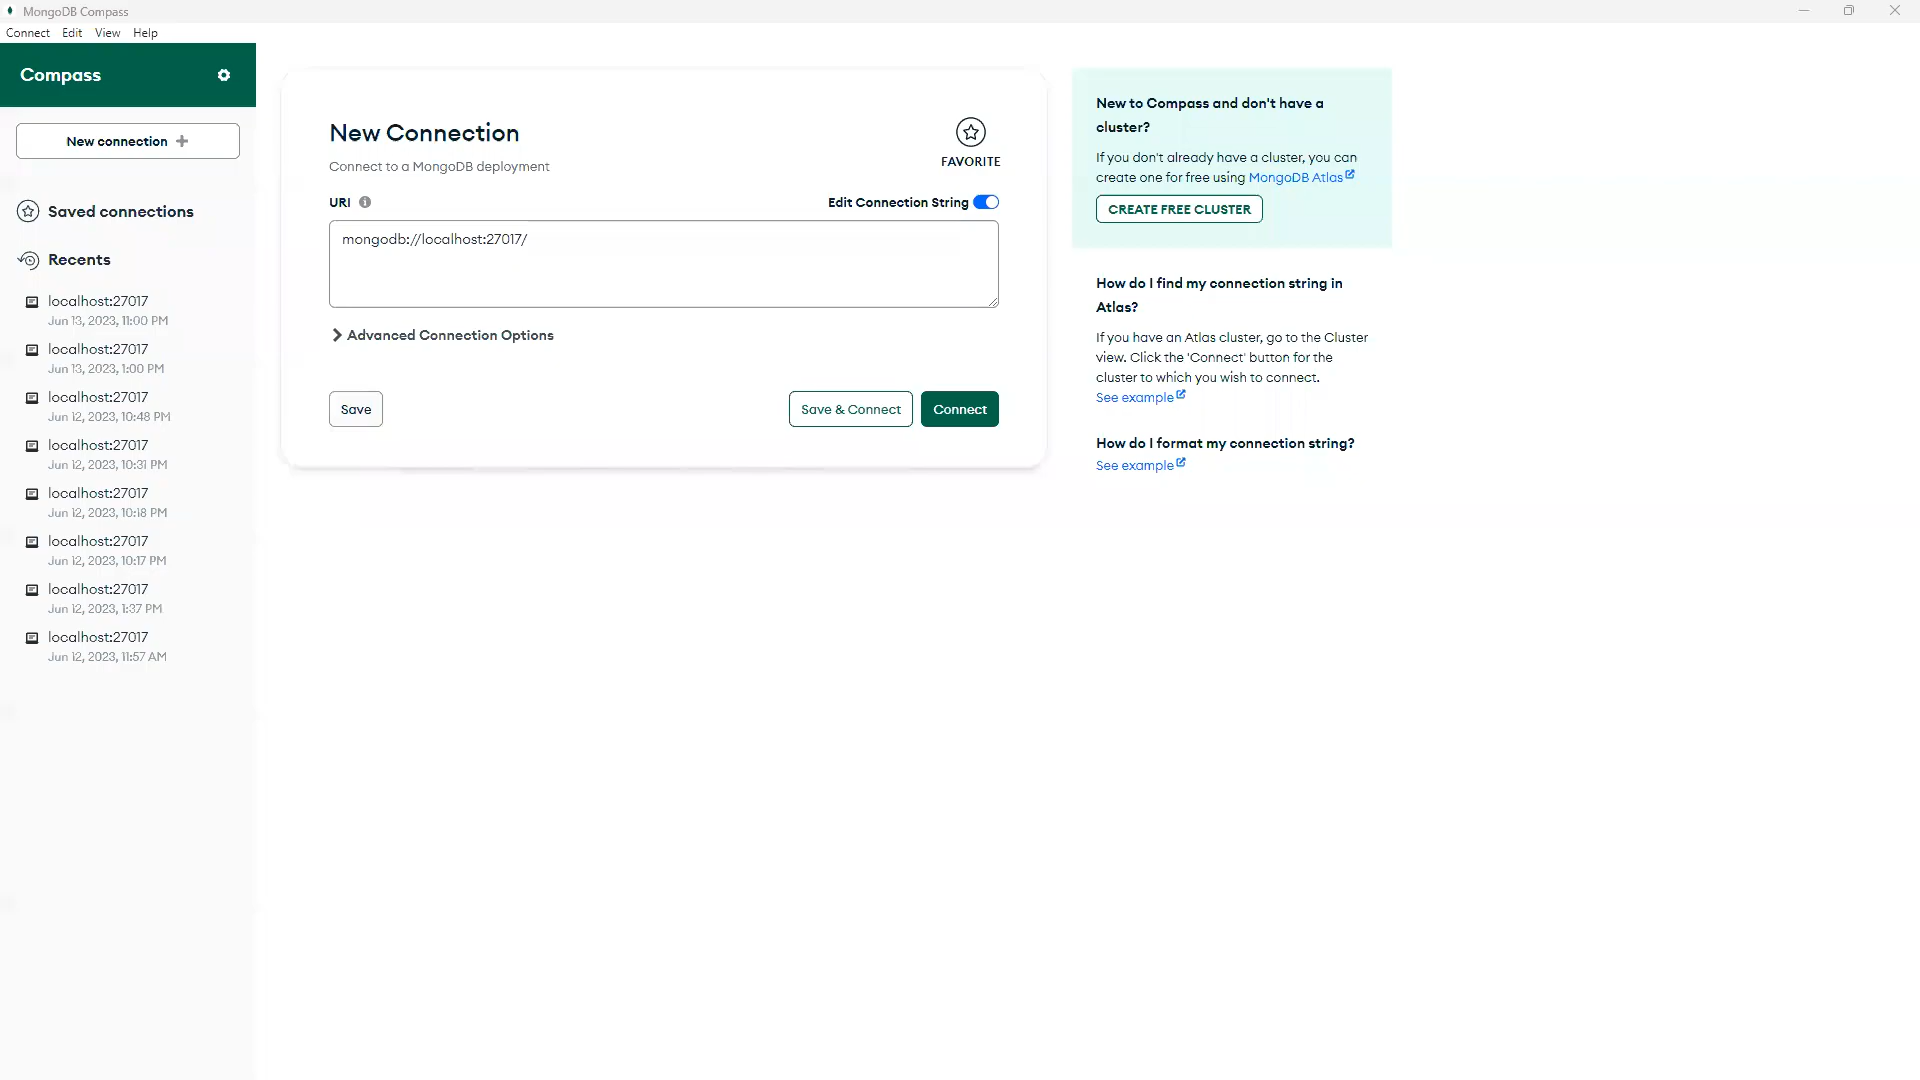 MongoDB Compass
Connect Edit View Help
Compass
New connection
Saved connections
Recents
localhost:27017
Jun 13, 2023, 11:00 PM
localhost:27017
Jun 13, 2023, 1:00 PM
localhost:27017
Jun 12, 2023, 10:48 PM
localhost:27017
Jun 12, 2023, 10:31 PM
localhost:27017
Jun 12, 2023, 10:18 PM
localhost:27017
Jun 12, 2023, 10:17 PM
localhost:27017
Jun 12, 2023, 1:37 PM
localhost:27017
Jun 12, 2023, 11:57 AM
New Connection
Connect to a MongoDB deployment
FAVORITE
URI
Edit Connection String
mongodb://localhost:27017/
Advanced Connection Options
Save
Save & Connect
Connect
New to Compass and don't have a
cluster?
If you don't already have a cluster, you can
create one for free using MongoDB Atlas
CREATE FREE CLUSTER
How do I find my connection string in
Atlas?
If you have an Atlas cluster, go to the Cluster
view. Click the 'Connect' button for the
cluster to which you wish to connect.
See example
How do I format my connection string?
See example